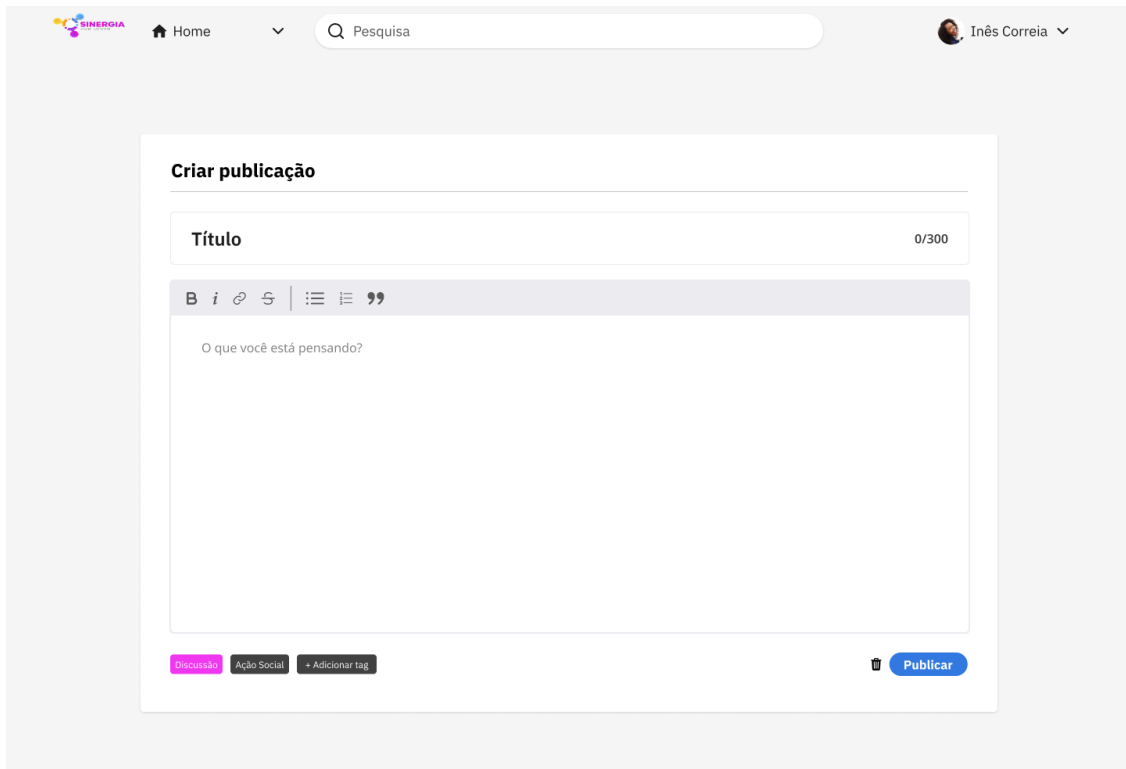 SINERGIA
Home
Pesquisa
Inês Correia
Criar publicação
Título
0/300
B i S
O que você está pensando?
Discussão
Ação Social
+ Adicionar tag
Publicar